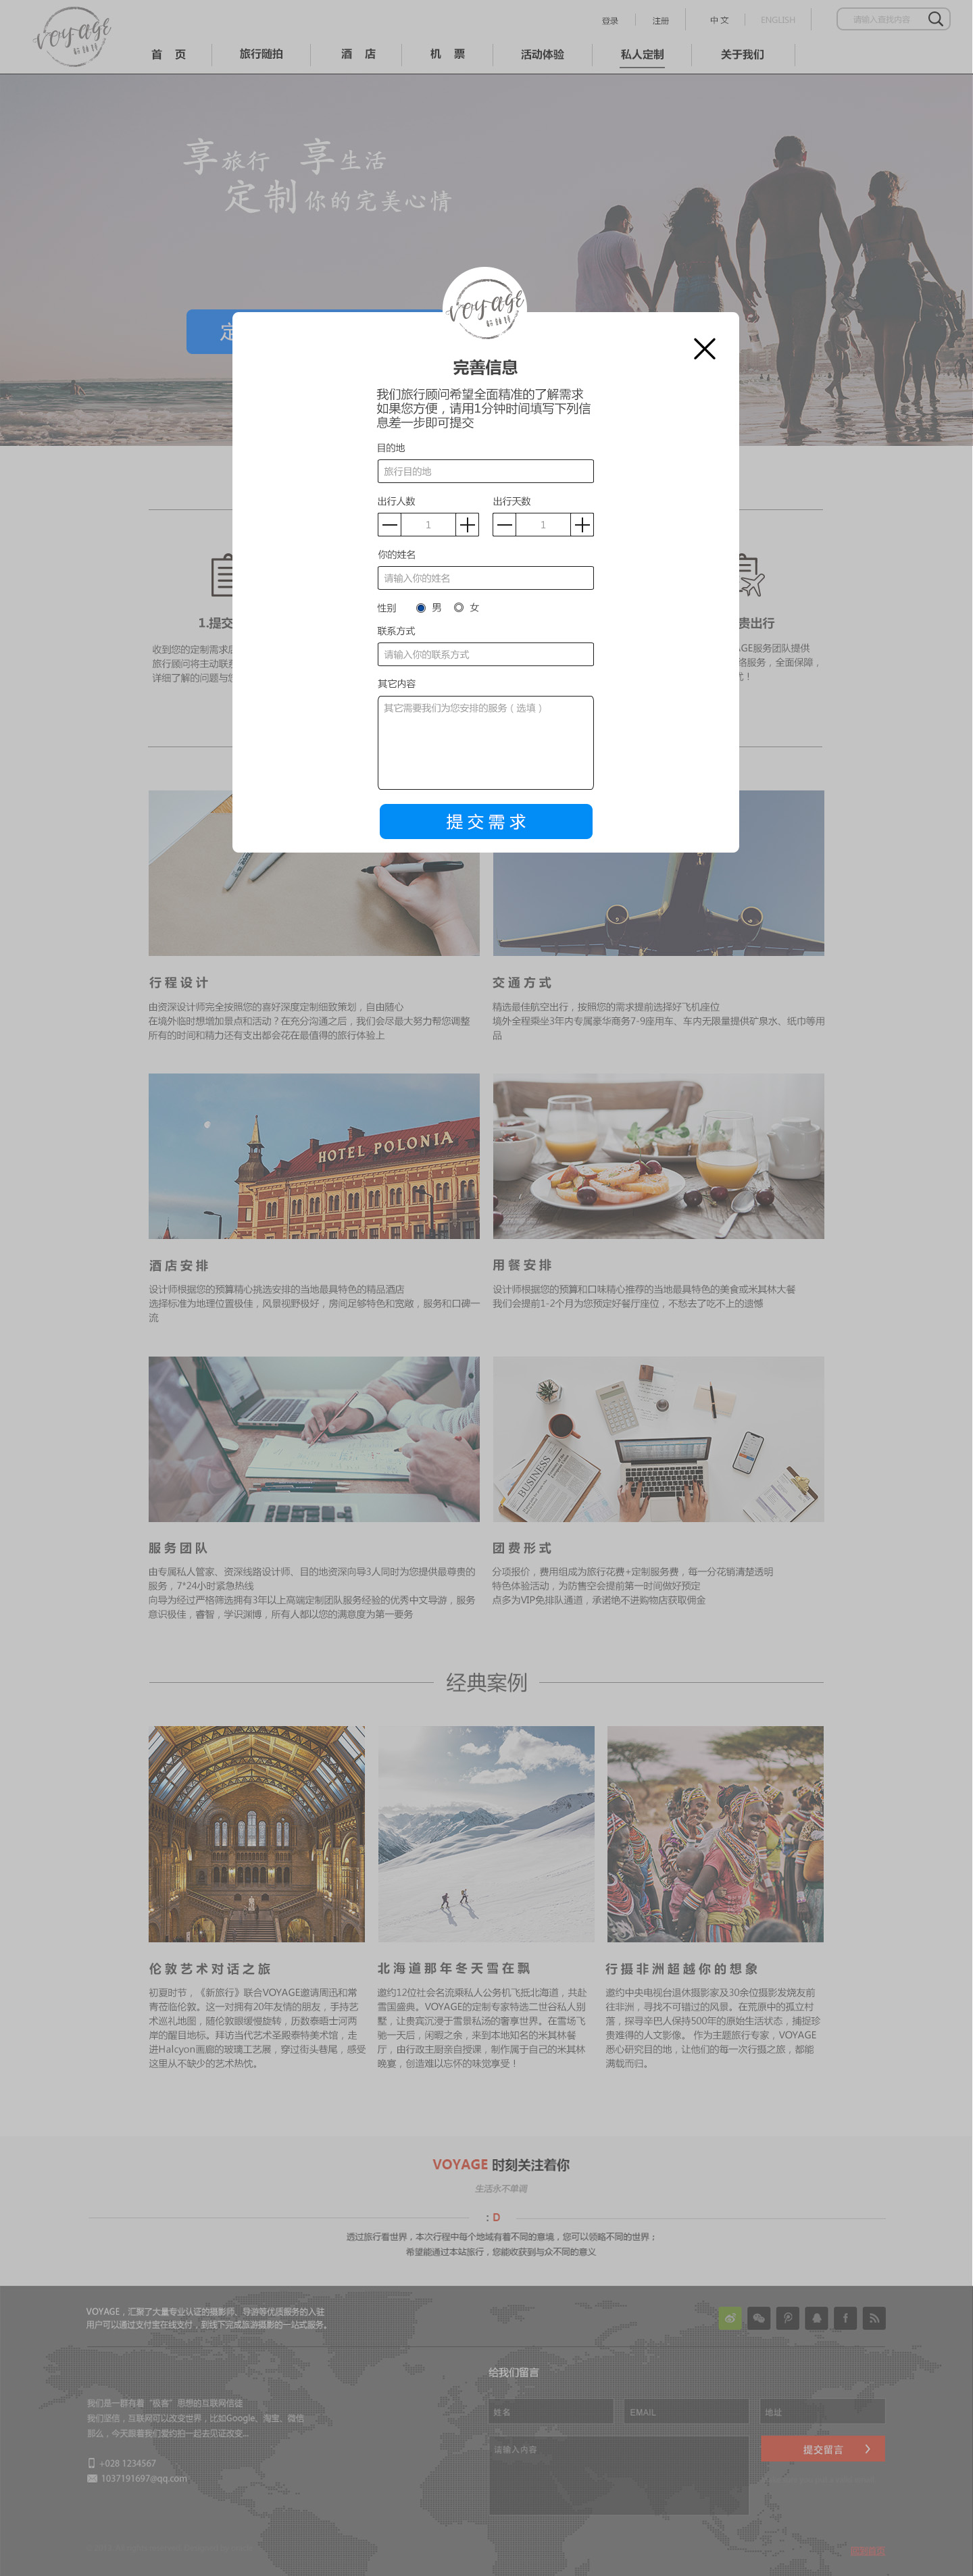 voyage
登录
注册
中 文
ENGLISH
请输入查找内容
首 页
旅行随拍
酒 店
机 票
活动体验
私人定制
关于我们
享旅行 享生活
定制你的完美心情
voyage
完善信息
我们旅行顾问希望全面精准的了解需求
如果您方便，请用1分钟时间填写下列信
息差一步即可提交
目的地
旅行目的地
出行人数
出行天数
1
1
你的姓名
请输入你的姓名
性别
男
女
联系方式
请输入你的联系方式
其它内容
其它需要我们为您安排的服务（选填）
提交需求
1.提交
收到您的定制需求后
旅行顾问将主动联系
详细了解的问题与您
贵出行
AGE服务团队提供
络服务，全面保障，
行程设计
由资深设计师完全按照您的喜好深度定制细致策划，自由随心
在境外临时想增加景点和活动？在充分沟通之后，我们会尽最大努力帮您调整
所有的时间和精力还有支出都会花在最值得的旅行体验上
交通方式
精选最佳航空出行，按照您的需求提前选择好飞机座位
境外全程乘坐3年内专属豪华商务7-9座用车、车内无限量提供矿泉水、纸巾等用
品
HOTEL POLONIA
酒店安排
设计师根据您的预算精心挑选安排的当地最具特色的精品酒店
选择标准为地理位置极佳，风景视野极好，房间足够特色和宽敞，服务和口碑一
流
用餐安排
设计师根据您的预算和口味精心推荐的当地最具特色的美食或米其林大餐
我们会提前1-2个月为您预定好餐厅座位，不愁去了吃不上的遗憾
BUSINESS
服务团队
由专属私人管家、资深线路设计师、目的地资深向导3人同时为您提供最尊贵的
服务，7*24小时紧急热线
向导为经过严格筛选拥有3年以上高端定制团队服务经验的优秀中文导游，服务
意识极佳，睿智，学识渊博，所有人都以您的满意度为第一要务
团费形式
分项报价，费用组成为旅行花费+定制服务费，每一分花销清楚透明
特色体验活动，为防售空会提前第一时间做好预定
点多为VIP免排队通道，承诺绝不进购物店获取佣金
经典案例
伦敦艺术对话之旅
初夏时节，《新旅行》联合VOYAGE邀请周迅和常
青莅临伦敦。这一对拥有20年友情的朋友，手持艺
术巡礼地图，随伦敦眼缓慢旋转，历数泰晤士河两
岸的醒目地标。拜访当代艺术圣殿泰特美术馆，走
进Halcyon画廊的玻璃工艺展，穿过街头巷尾，感受
这里从不缺少的艺术热忱。
北海道那年冬天雪在飘
邀约12位社会名流乘私人公务机飞抵北海道，共赴
雪国盛典。VOYAGE的定制专家特选二世谷私人别
墅，让贵宾沉浸于雪景私汤的奢享世界。在雪场飞
驰一天后，闲暇之余，来到本地知名的米其林餐
厅，由行政主厨亲自授课，制作属于自己的米其林
晚宴，创造难以忘怀的味觉享受！
行摄非洲超越你的想象
邀约中央电视台退休摄影家及30余位摄影发烧友前
往非洲，寻找不可错过的风景。在荒原中的孤立村
落，探寻辛巴人保持500年的原始生活状态，捕捉珍
贵难得的人文影像。 作为主题旅行专家，VOYAGE
悉心研究目的地，让他们的每一次行摄之旅，都能
满载而归。
VOYAGE 时刻关注着你
生活永不单调
：D
透过旅行看世界，本次行程中每个地域有着不同的意境，您可以领略不同的世界；
希望能通过本站旅行，您能收获到与众不同的意义
VOYAGE，汇聚了大量专业认证的摄影师、导游等优质服务的入驻
用户可以通过支付宝在线支付，到线下完成旅游摄影的一站式服务。
给我们留言
我们是一群有着“极客”思想的互联网信徒
我们坚信，互联网可以改变世界，比如Google、淘宝、微信
那么，今天跟着我们爱约拍一起去见证改变...
+028 1234567
1037191697@qq.com
姓名
EMAIL
地址
请输入内容
提交留言